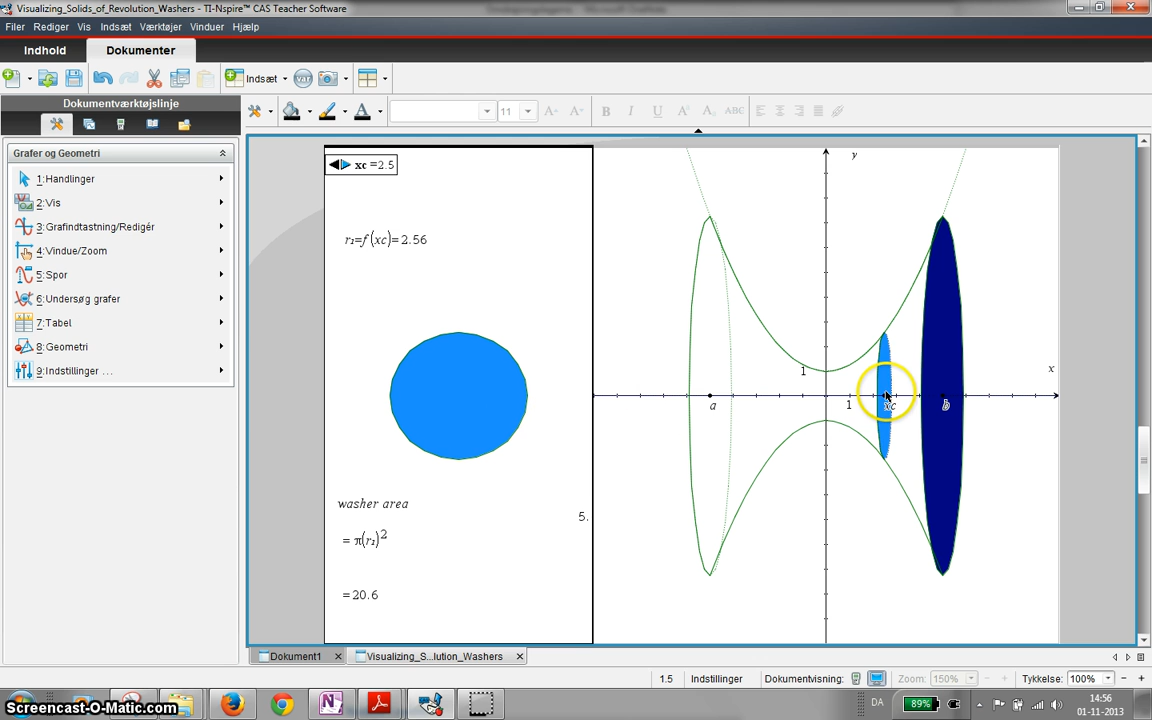 Visualizing_Solids_of_Revolution_Washers - TI-Nspire™ CAS Teacher Software
Filer Rediger Vis Indsæt Værktøjer Vinduer Hjælp
Indhold Dokumenter
Indsæt VAR
Dokumentværktøjslinje
11 A B I U A ABC
Grafer og Geometri
1:Handlinger
2:Vis
3:Grafindtastning/Redigér
4:Vindue/Zoom
5:Spor
6:Undersøg grafer
7:Tabel
8:Geometri
9:Indstillinger ...
xc =2.5
r₁=f(xc)=2.56
washer area
= π(r₁)²
=20.6
5.
y
x
1
1
a
xc
b
Dokument1 Visualizing_S...lution_Washers
1.5 Indstillinger Dokumentvisning: Zoom: 150% Tykkelse: 100%
Screencast-O-Matic.com
DA 89% 14:56
01-11-2013